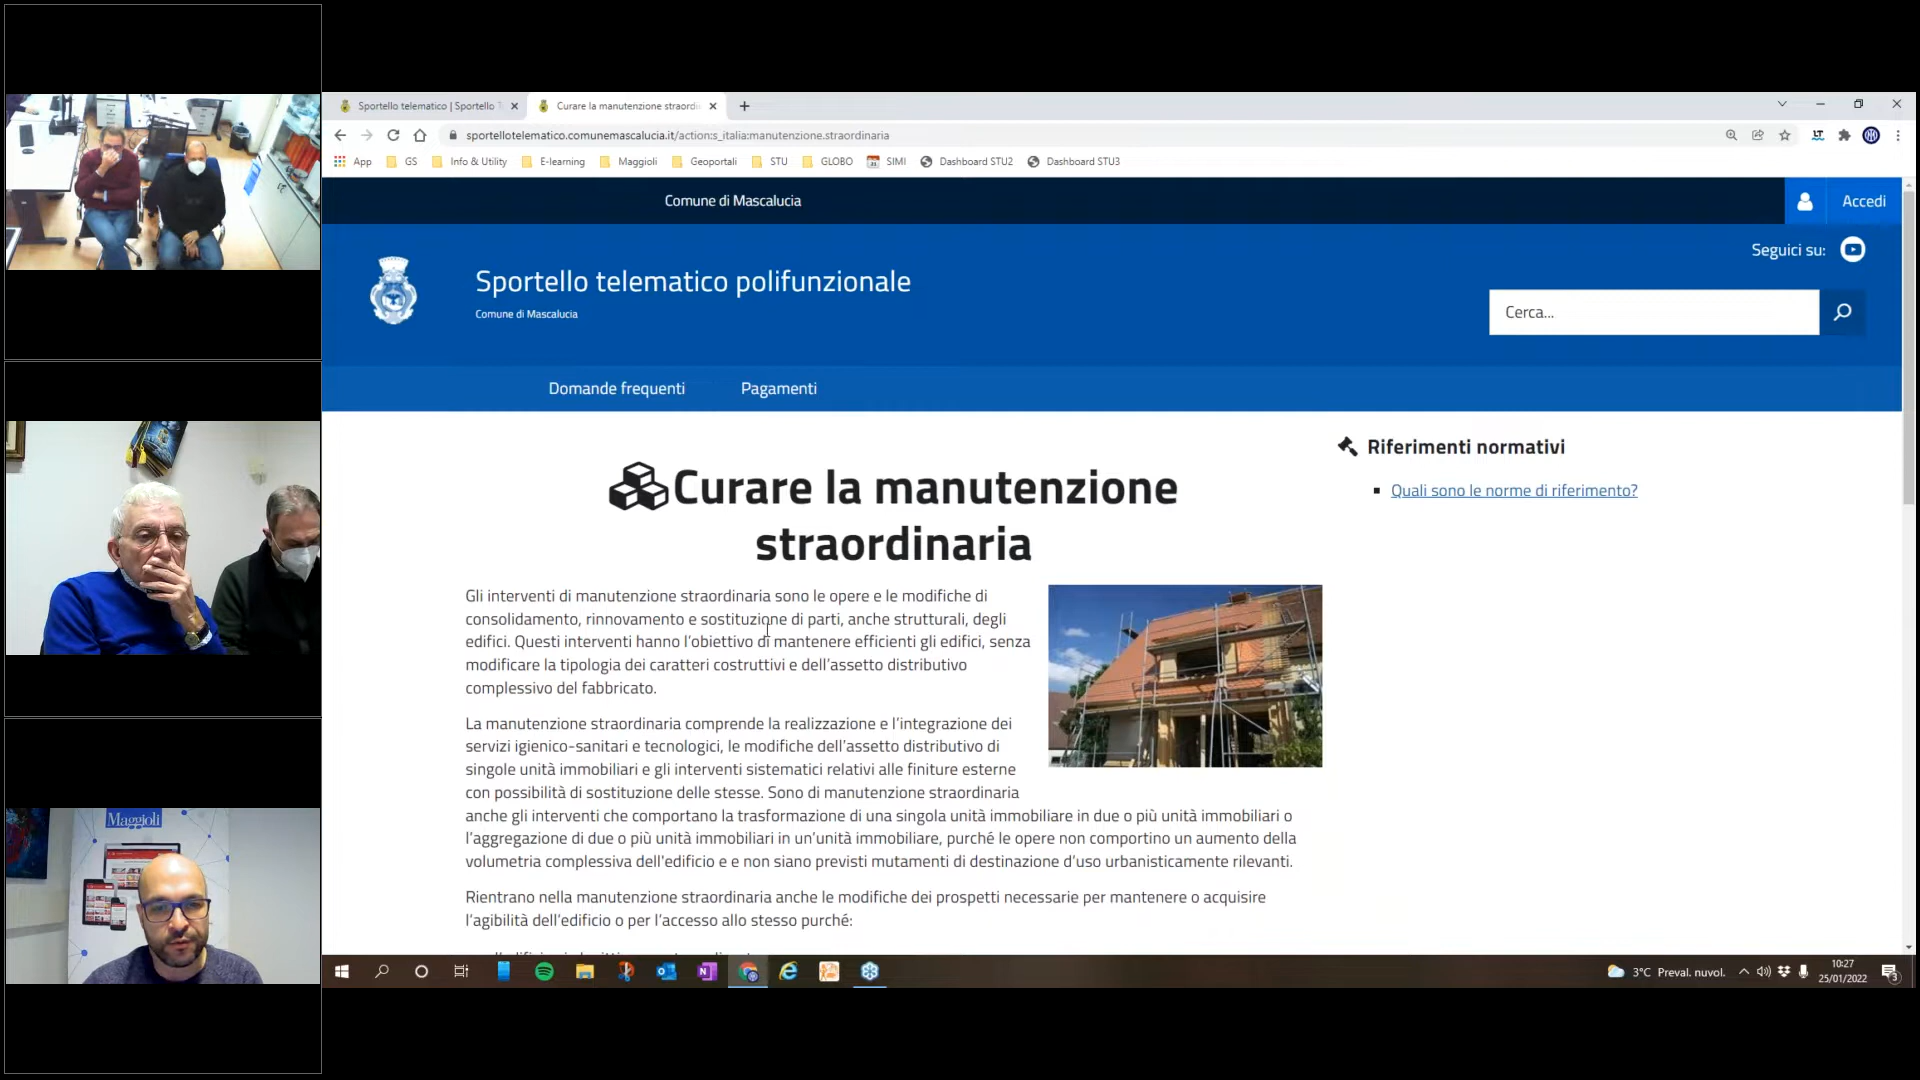 Maggioli
Sportello telematico | Sportello T
Curare la manutenzione straordi
sportellotelematico.comunemascalucia.it/action:s_italia:manutenzione.straordinaria
App
GS
Info & Utility
E-learning
Maggioli
Geoportali
STU
GLOBO
SIMI
Dashboard STU2
Dashboard STU3
Comune di Mascalucia
Accedi
Seguici su:
Sportello telematico polifunzionale
Comune di Mascalucia
Cerca...
Domande frequenti
Pagamenti
Curare la manutenzione
straordinaria
Riferimenti normativi
Quali sono le norme di riferimento?
Gli interventi di manutenzione straordinaria sono le opere e le modifiche di
consolidamento, rinnovamento e sostituzione di parti, anche strutturali, degli
edifici. Questi interventi hanno l'obiettivo di mantenere efficienti gli edifici, senza
modificare la tipologia dei caratteri costruttivi e dell'assetto distributivo
complessivo del fabbricato.
La manutenzione straordinaria comprende la realizzazione e l'integrazione dei
servizi igienico-sanitari e tecnologici, le modifiche dell'assetto distributivo di
singole unità immobiliari e gli interventi sistematici relativi alle finiture esterne
con possibilità di sostituzione delle stesse. Sono di manutenzione straordinaria
anche gli interventi che comportano la trasformazione di una singola unità immobiliare in due o più unità immobiliari o
l'aggregazione di due o più unità immobiliari in un'unità immobiliare, purché le opere non comportino un aumento della
volumetria complessiva dell'edificio e e non siano previsti mutamenti di destinazione d'uso urbanisticamente rilevanti.
Rientrano nella manutenzione straordinaria anche le modifiche dei prospetti necessarie per mantenere o acquisire
l'agibilità dell'edificio o per l'accesso allo stesso purché:
3°C Preval. nuvol.
10:27
25/01/2022
3